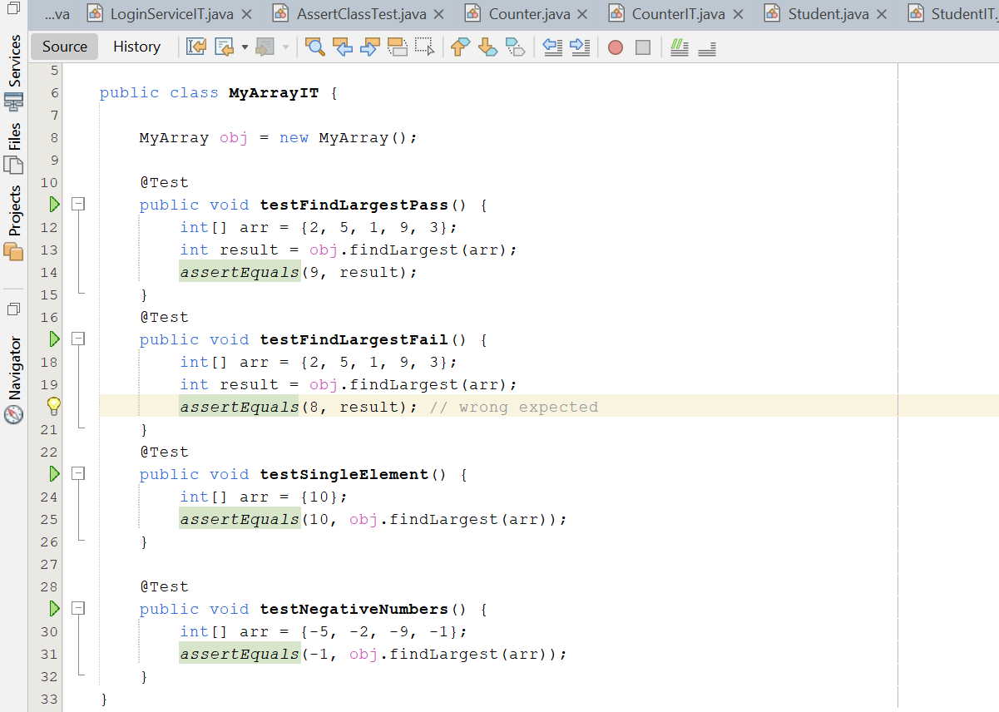 ...va LoginServiceIT.java AssertClassTest.java Counter.java CounterIT.java Student.java StudentIT.
Source History
Services
Files
Projects
Navigator
5
6 public class MyArrayIT {
7
8 MyArray obj = new MyArray();
9
10 @Test
public void testFindLargestPass() {
12 int[] arr = {2, 5, 1, 9, 3};
13 int result = obj.findLargest(arr);
14 assertEquals(9, result);
15 }
16 @Test
public void testFindLargestFail() {
18 int[] arr = {2, 5, 1, 9, 3};
19 int result = obj.findLargest(arr);
assertEquals(8, result); // wrong expected
21 }
22 @Test
public void testSingleElement() {
24 int[] arr = {10};
25 assertEquals(10, obj.findLargest(arr));
26 }
27
28 @Test
public void testNegativeNumbers() {
30 int[] arr = {-5, -2, -9, -1};
31 assertEquals(-1, obj.findLargest(arr));
32 }
33 }